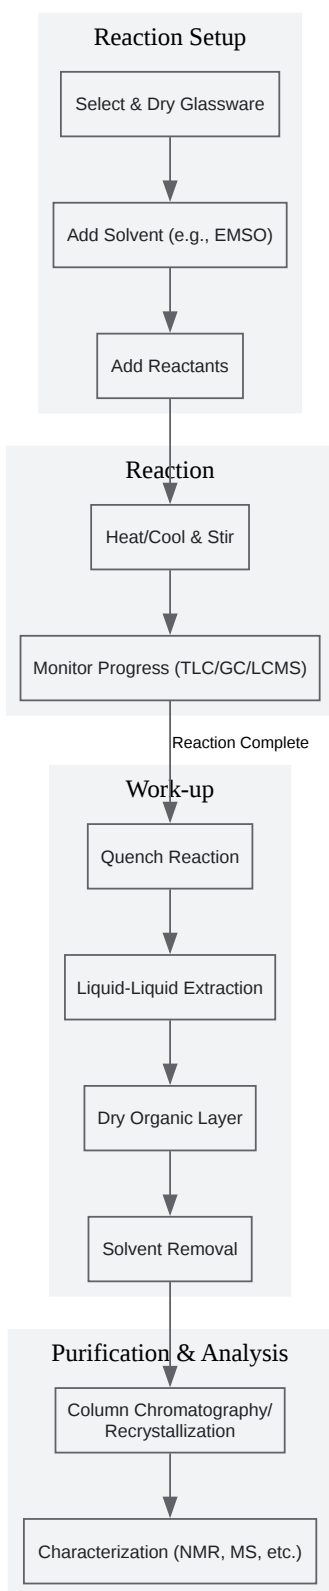 Reaction Setup
Select & Dry Glassware
Add Solvent (e.g., EMSO)
Add Reactants
Reaction
Heat/Cool & Stir
Monitor Progress (TLC/GC/LCMS)
Reaction Complete
Work-up
Quench Reaction
Liquid-Liquid Extraction
Dry Organic Layer
Solvent Removal
Purification & Analysis
Column Chromatography/
Recrystallization
Characterization (NMR, MS, etc.)